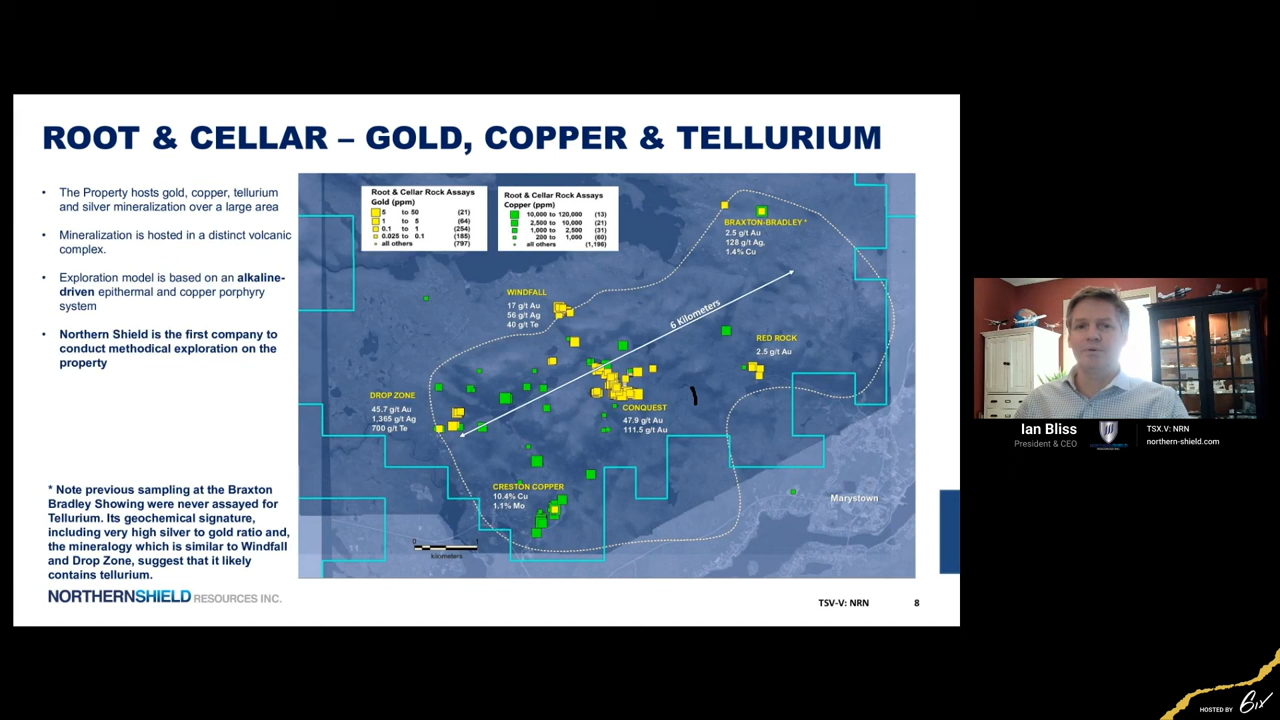 ROOT & CELLAR – GOLD, COPPER & TELLURIUM
• The Property hosts gold, copper, tellurium
and silver mineralization over a large area
• Mineralization is hosted in a distinct volcanic
complex.
• Exploration model is based on an alkaline-
driven epithermal and copper porphyry
system
• Northern Shield is the first company to
conduct methodical exploration on the
property
* Note previous sampling at the Braxton
Bradley Showing were never assayed for
Tellurium. Its geochemical signature,
including very high silver to gold ratio and,
the mineralogy which is similar to Windfall
and Drop Zone, suggest that it likely
contains tellurium.
NORTHERNSHIELD RESOURCES INC.
Root & Cellar Rock Assays
Gold (ppm)
5 to 50 (21)
1 to 5 (64)
0.1 to 1 (254)
0.025 to 0.1 (185)
all others (797)
Root & Cellar Rock Assays
Copper (ppm)
10,000 to 120,000 (13)
2,500 to 10,000 (21)
1,000 to 2,500 (31)
200 to 1,000 (60)
all others (1,196)
BRAXTON-BRADLEY *
2.5 g/t Au
128 g/t Ag,
1.4% Cu
WINDFALL
17 g/t Au
56 g/t Ag
40 g/t Te
6 Kilometers
RED ROCK
2.5 g/t Au
DROP ZONE
45.7 g/t Au
1,365 g/t Ag
700 g/t Te
CONQUEST
47.9 g/t Au
111.5 g/t Au
CRESTON COPPER
10.4% Cu
1.1% Mo
Marystown
0 1
kilometers
TSV-V: NRN 8
Ian Bliss
President & CEO
TSX.V: NRN
northern-shield.com
HOSTED BY 6ix